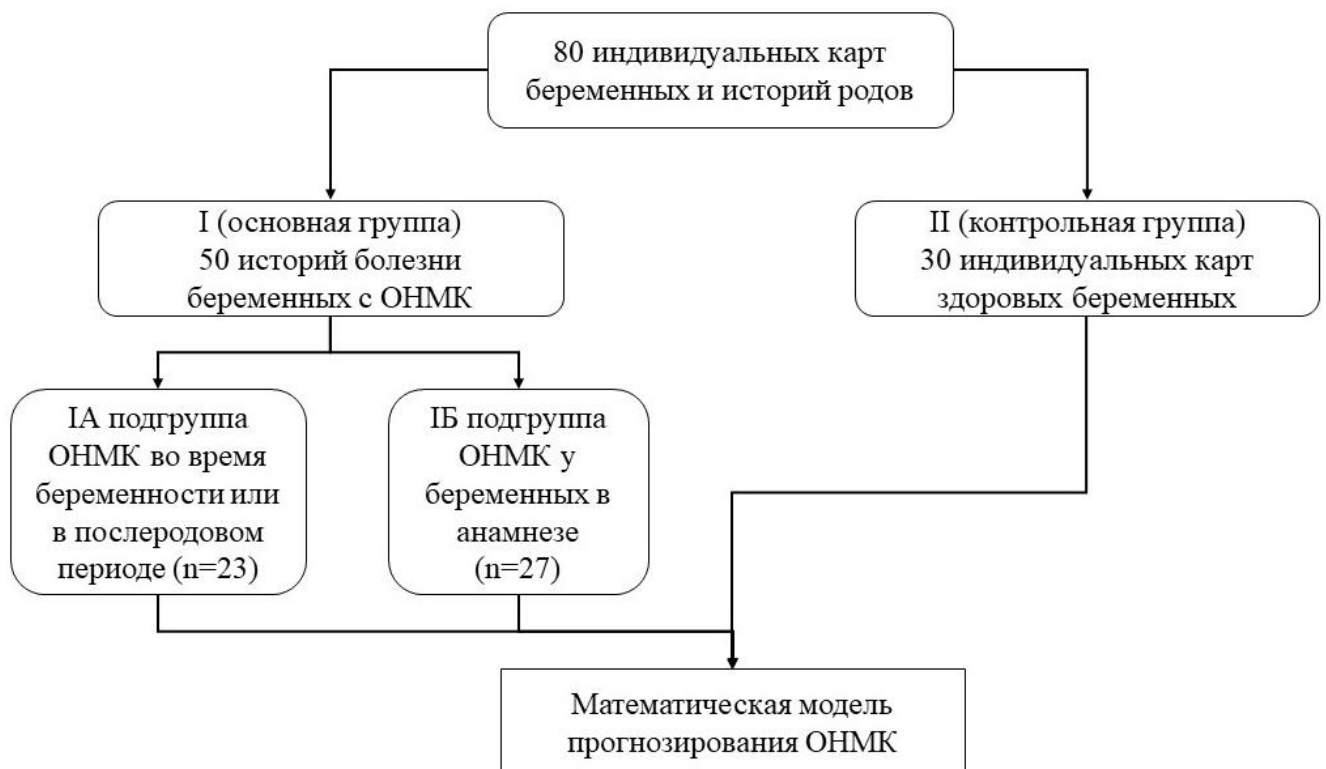 80 индивидуальных карт
беременных и историй родов
I (основная группа)
50 историй болезни
беременных с ОНМК
II (контрольная группа)
30 индивидуальных карт
здоровых беременных
IА подгруппа
ОНМК во время
беременности или
в послеродовом
периоде (n=23)
IБ подгруппа
ОНМК у
беременных в
анамнезе
(n=27)
Математическая модель
прогнозирования ОНМК